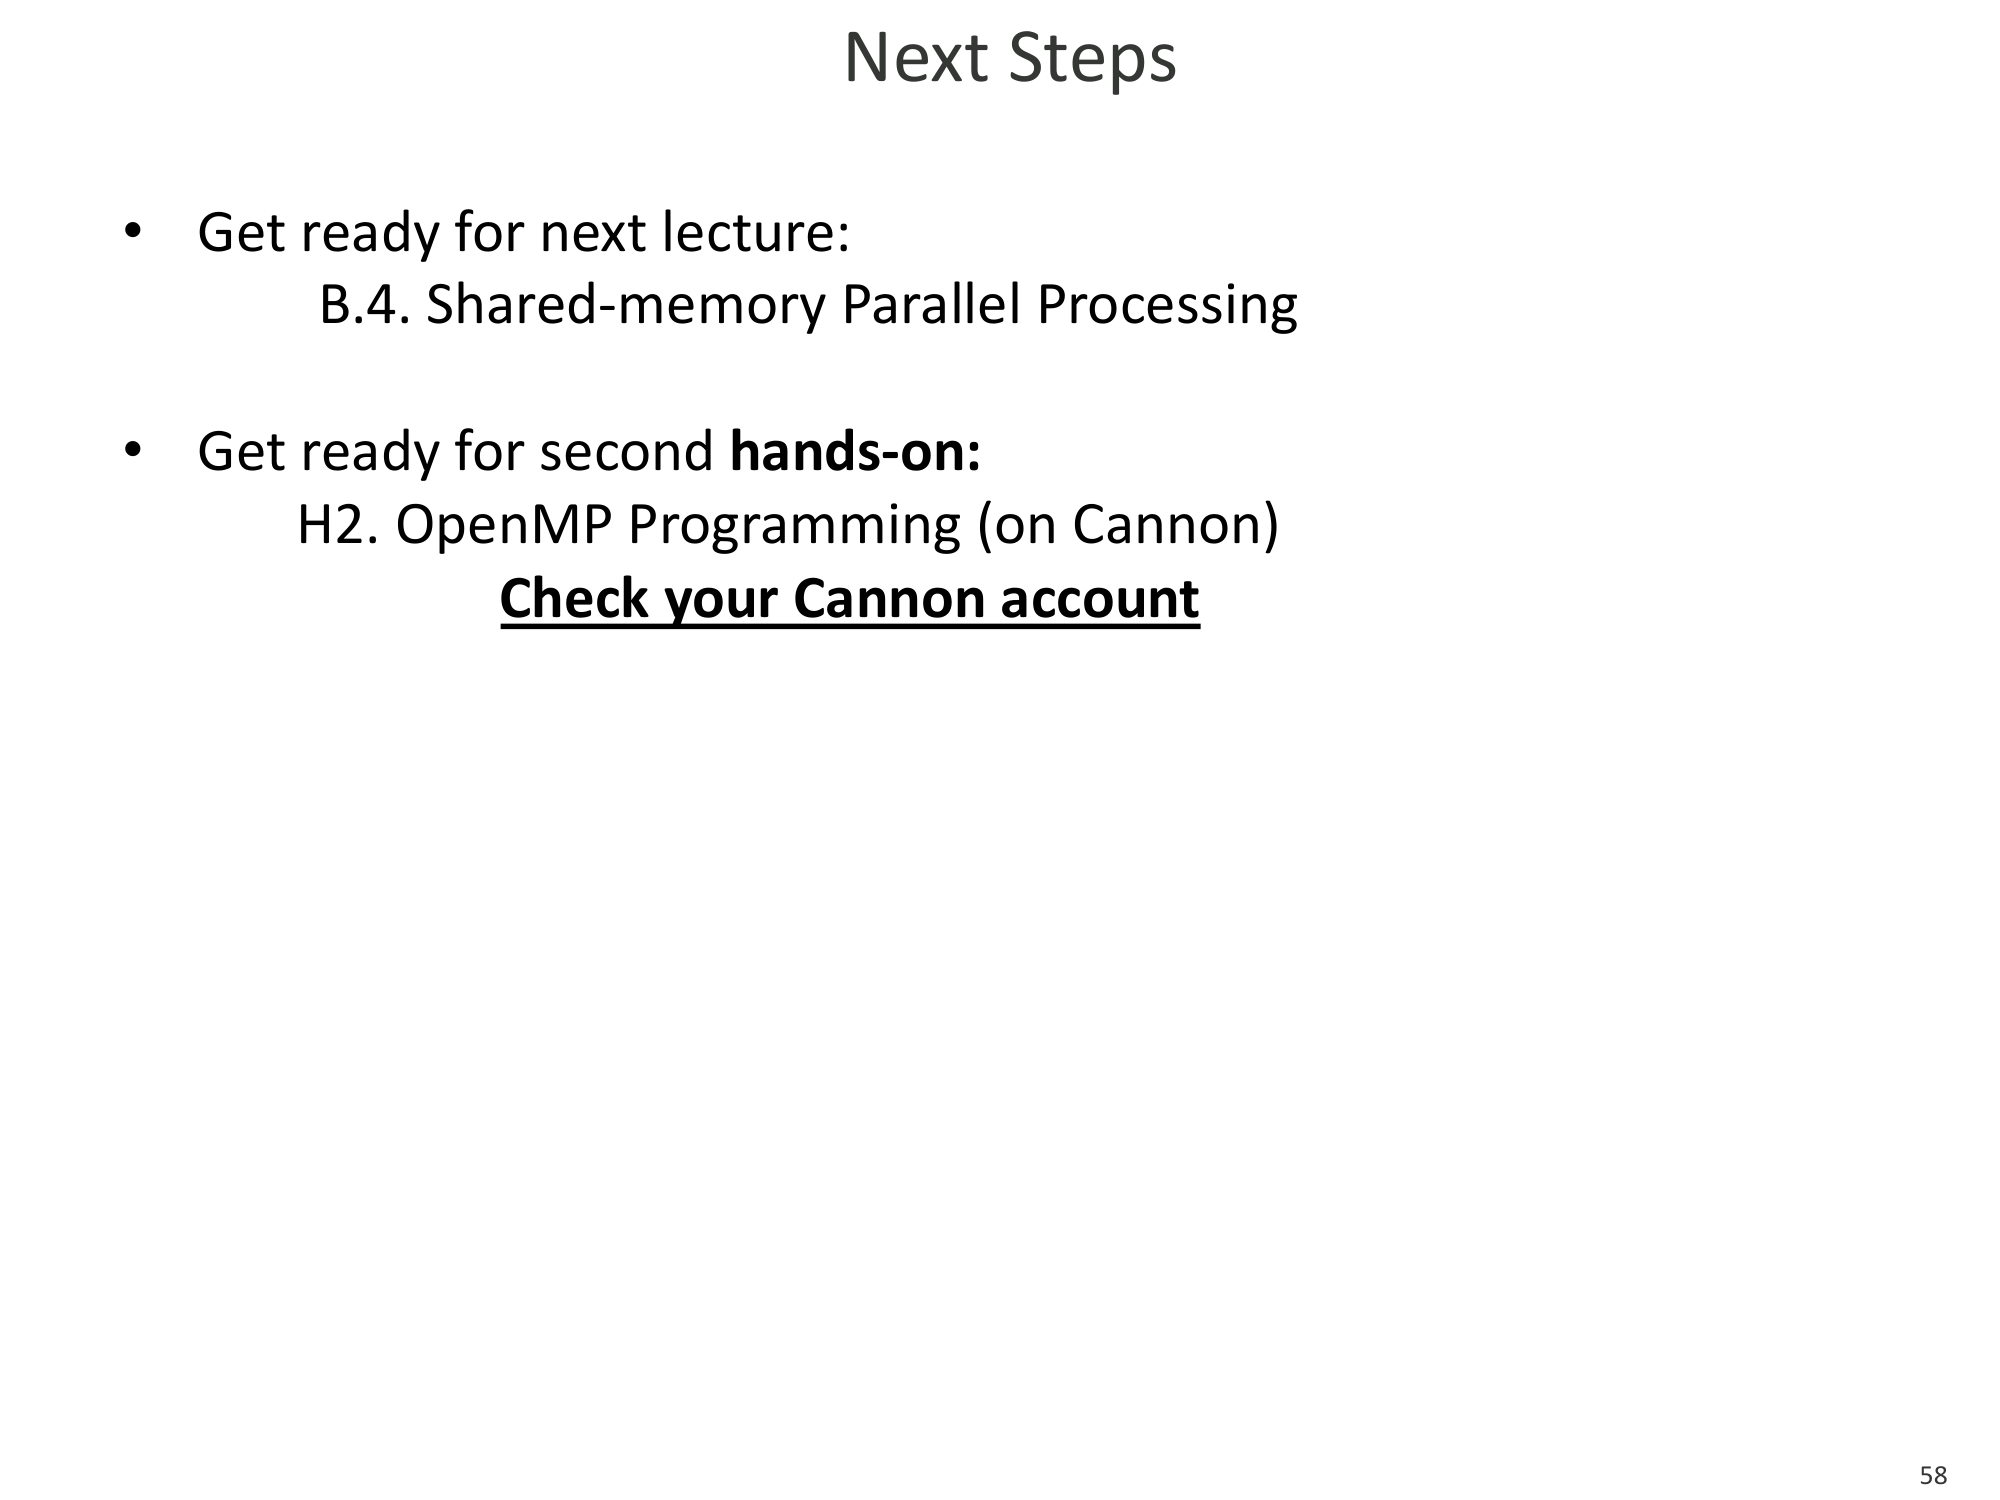 Next Steps
• Get ready for next lecture:
B.4. Shared-memory Parallel Processing
• Get ready for second hands-on:
H2. OpenMP Programming (on Cannon)
Check your Cannon account
58